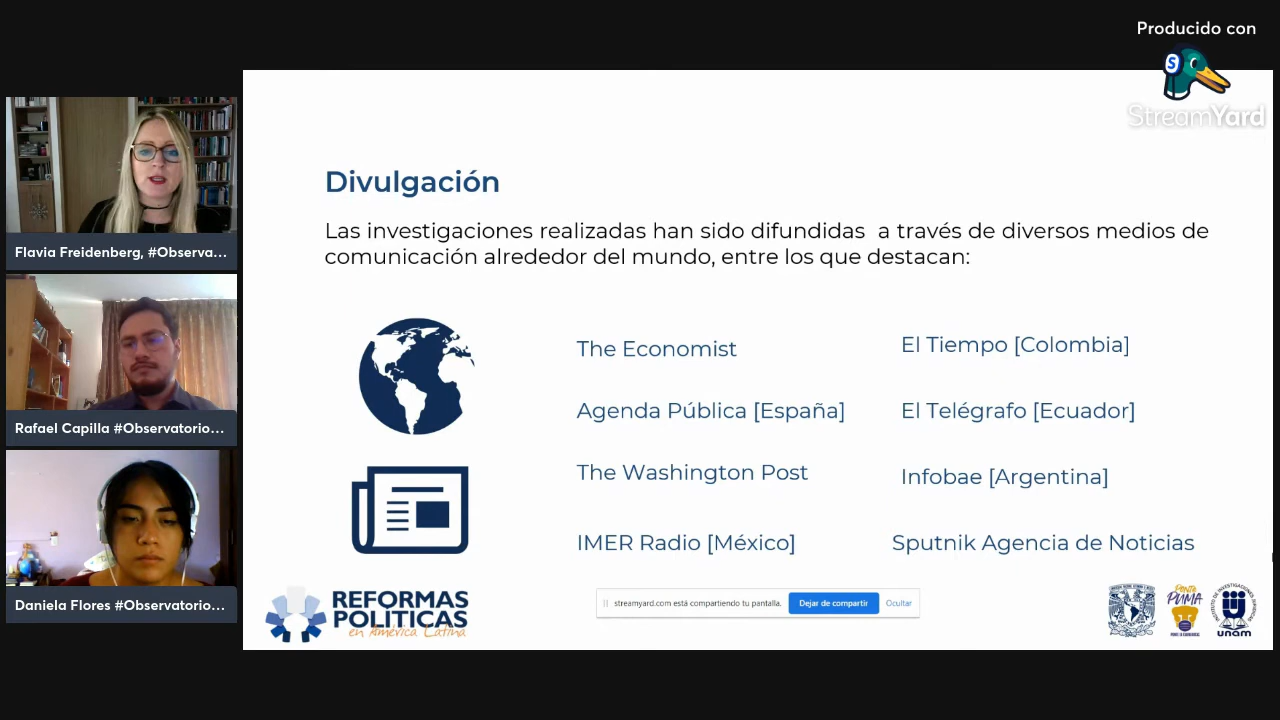 Producido con
StreamYard
Flavia Freidenberg, #Observa...
Rafael Capilla #Observatorio...
Daniela Flores #Observatorio...
Divulgación
Las investigaciones realizadas han sido difundidas a través de diversos medios de
comunicación alrededor del mundo, entre los que destacan:
The Economist
El Tiempo [Colombia]
Agenda Pública [España]
El Telégrafo [Ecuador]
The Washington Post
Infobae [Argentina]
IMER Radio [México]
Sputnik Agencia de Noticias
REFORMAS
POLITICAS
en América Latina
streamyard.com está compartiendo tu pantalla.
Dejar de compartir
Ocultar
PONTE
PUMA
unam